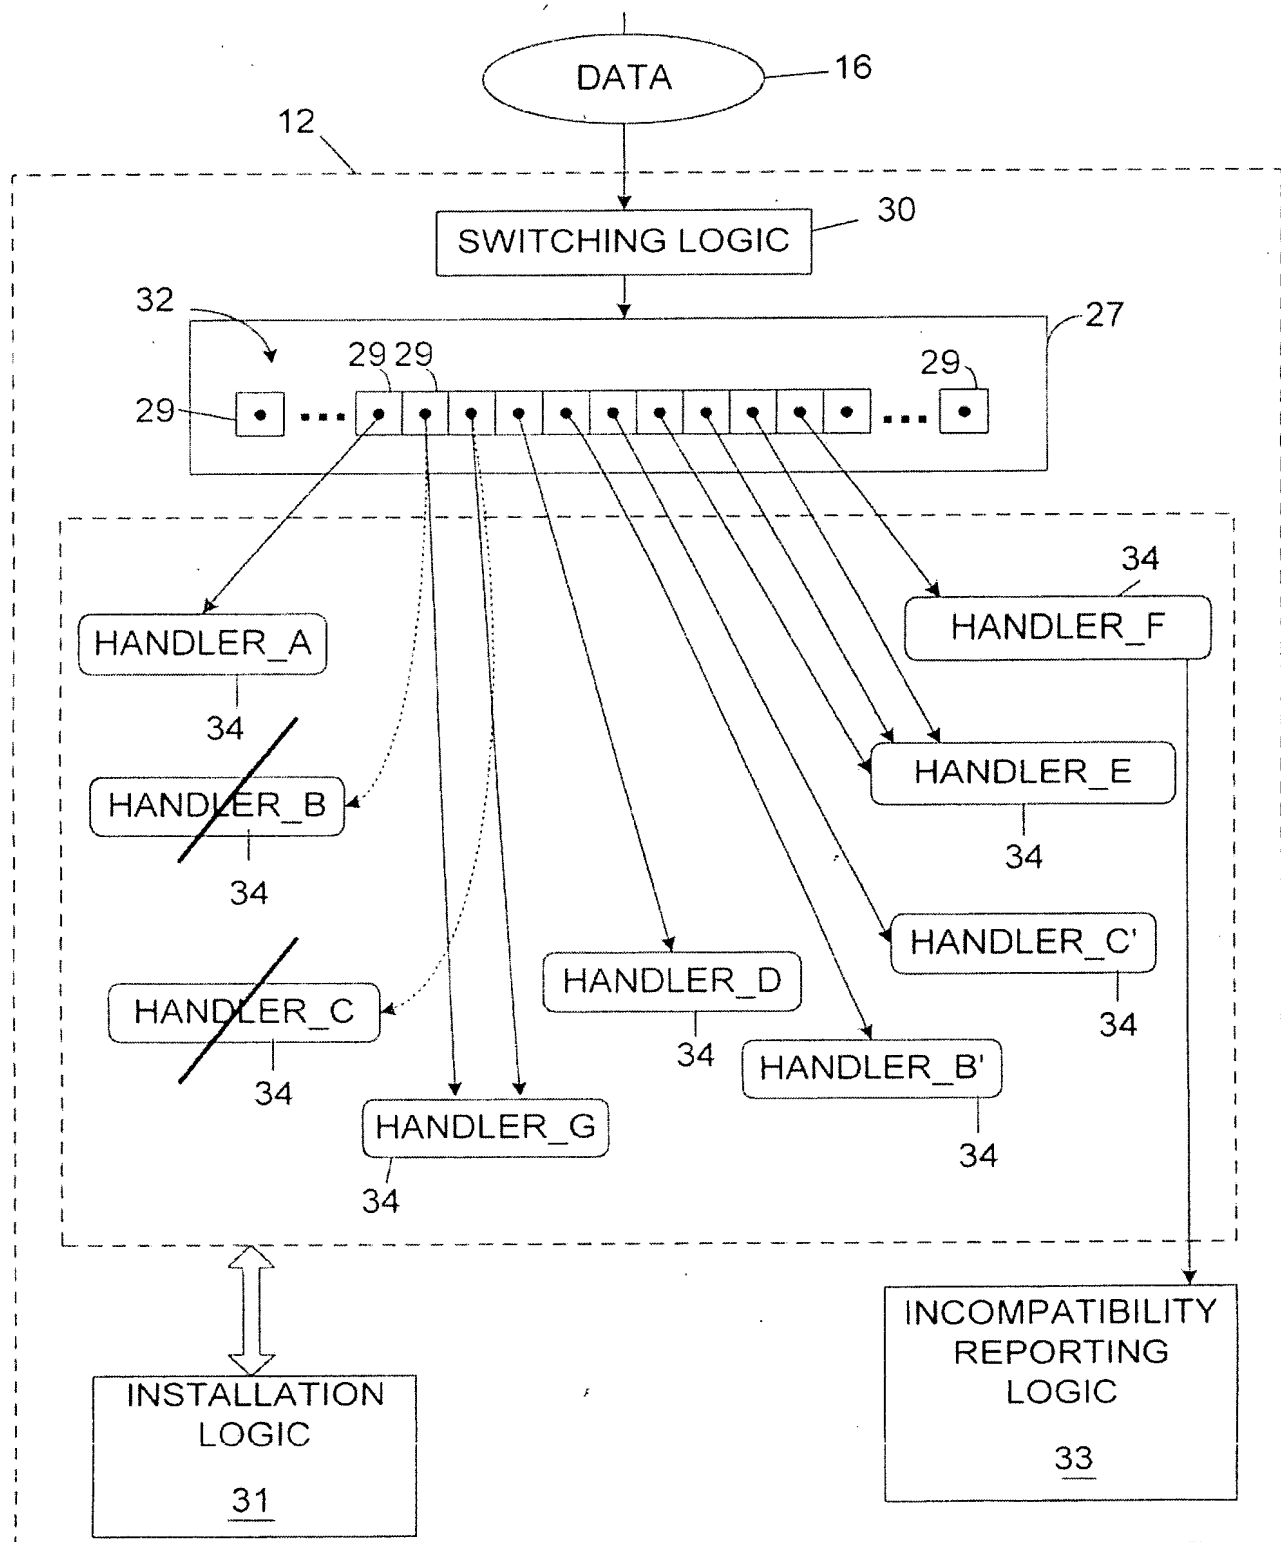 DATA
16
12
30
SWITCHING LOGIC
32
27
29 29
29
29
34
HANDLER_A
HANDLER_F
34
34
HANDLER_B
HANDLER_E
34
34
HANDLER_C'
HANDLER_D
HANDLER_C
34
34
HANDLER_B'
34
HANDLER_G
34
34
INCOMPATIBILITY
REPORTING
LOGIC
33
INSTALLATION
LOGIC
31